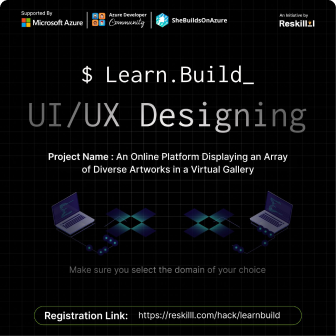 Supported By
Microsoft Azure
Azure Developer
Community
SheBuildsOnAzure
An Initiative by
Reskilll
$ Learn.Build_
UI/UX Designing
Project Name : An Online Platform Displaying an Array
of Diverse Artworks in a Virtual Gallery
Make sure you select the domain of your choice
Registration Link: https://reskilll.com/hack/learnbuild